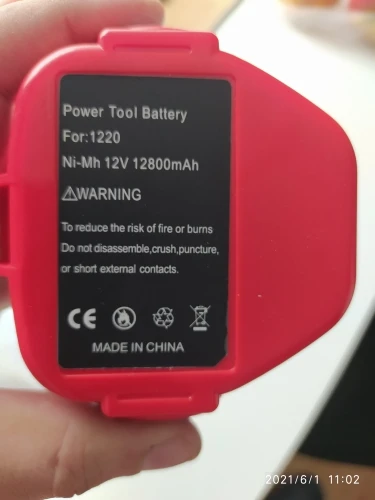 Power Tool Battery
For:1220
Ni-Mh 12V 12800mAh
⚠WARNING
To reduce the risk of fire or burns
Do not disassemble,crush,puncture,
or short external contacts.
CE
MADE IN CHINA
2021/6/1 11:02